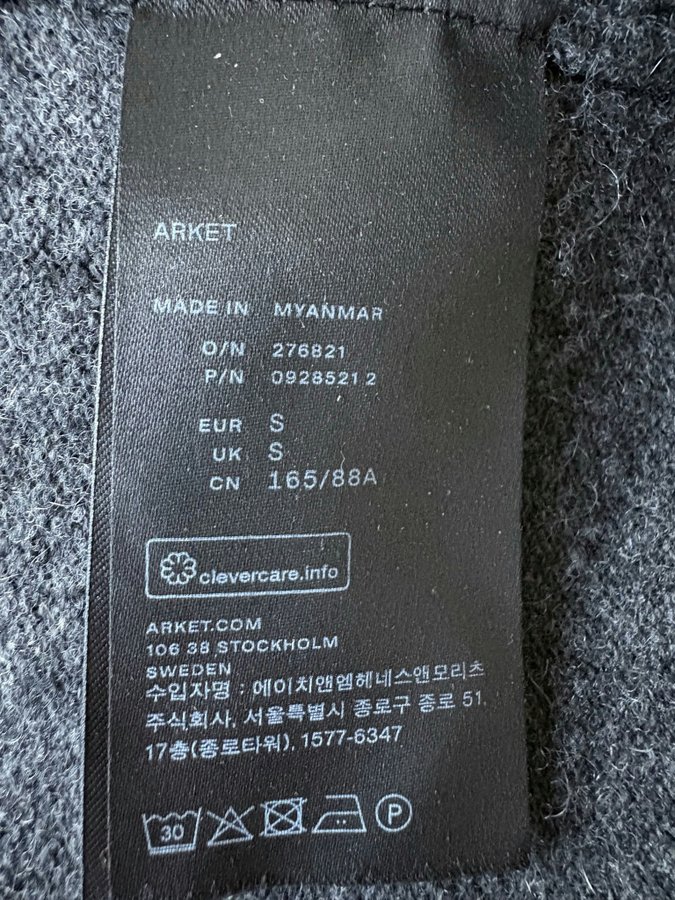 ARKET
MADE IN MYANMAR
O/N 276821
P/N 0928521 2
EUR S
UK S
CN 165/88A
clevercare.info
ARKET.COM
106 38 STOCKHOLM
SWEDEN
수입자명 : 에이치앤엠헤네스앤모리츠
주식회사, 서울특별시 종로구 종로 51,
17층(종로타워), 1577-6347
30 P